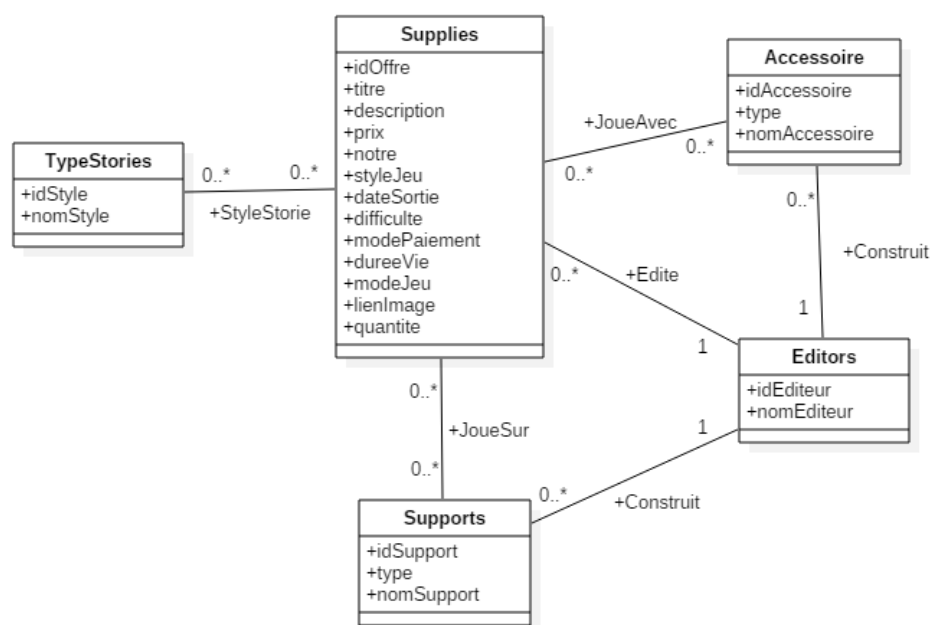 Supplies
+idOffre
+titre
+description
+prix
+notre
+styleJeu
+dateSortie
+difficulte
+modePaiement
+dureeVie
+modeJeu
+lienImage
+quantite
Accessoire
+idAccessoire
+type
+nomAccessoire
+JoueAvec
0..*
0..*
TypeStories
+idStyle
+nomStyle
0..*
0..*
+StyleStorie
0..*
+Construit
1
0..*
+Edite
1
Editors
+idEditeur
+nomEditeur
0..*
+JoueSur
0..*
1
0..*
+Construit
Supports
+idSupport
+type
+nomSupport